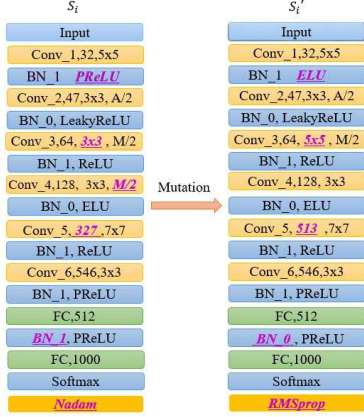 S_i
Input
Conv_1,32,5x5
BN_1 PReLU
Conv_2,47,3x3, A/2
BN_0, LeakyReLU
Conv_3,64, 3x3 , M/2
BN_1, ReLU
Conv_4,128, 3x3, M/2
BN_0, ELU
Conv_5, 327 ,7x7
BN_1, ReLU
Conv_6,546,3x3
BN_1, PReLU
FC,512
BN_1, PReLU
FC,1000
Softmax
Nadam
Mutation
S_i'
Input
Conv_1,32,5x5
BN_1 ELU
Conv_2,47,3x3, A/2
BN_0, LeakyReLU
Conv_3,64, 5x5 , M/2
BN_1, ReLU
Conv_4,128, 3x3
BN_0, ELU
Conv_5, 513 ,7x7
BN_1, ReLU
Conv_6,546,3x3
BN_1, PReLU
FC,512
BN_0 , PReLU
FC,1000
Softmax
RMSprop